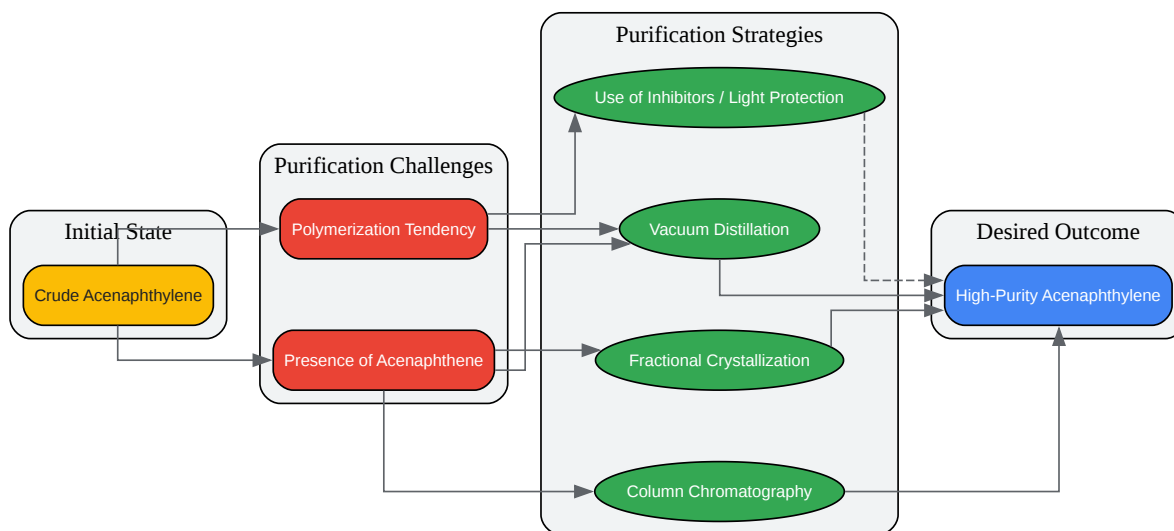 Initial State
Crude Acenaphthylene
Purification Challenges
Polymerization Tendency
Presence of Acenaphthene
Purification Strategies
Use of Inhibitors / Light Protection
Vacuum Distillation
Fractional Crystallization
Column Chromatography
Desired Outcome
High-Purity Acenaphthylene